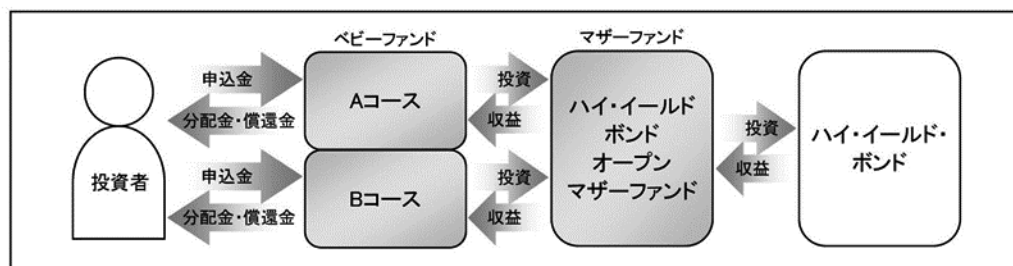 ベビーファンド
マザーファンド
申込金
分配金・償還金
Aコース
投資
収益
投資者
申込金
分配金・償還金
Bコース
投資
収益
ハイ・イールド
ボンド
オープン
マザーファンド
投資
収益
ハイ・イールド・
ボンド